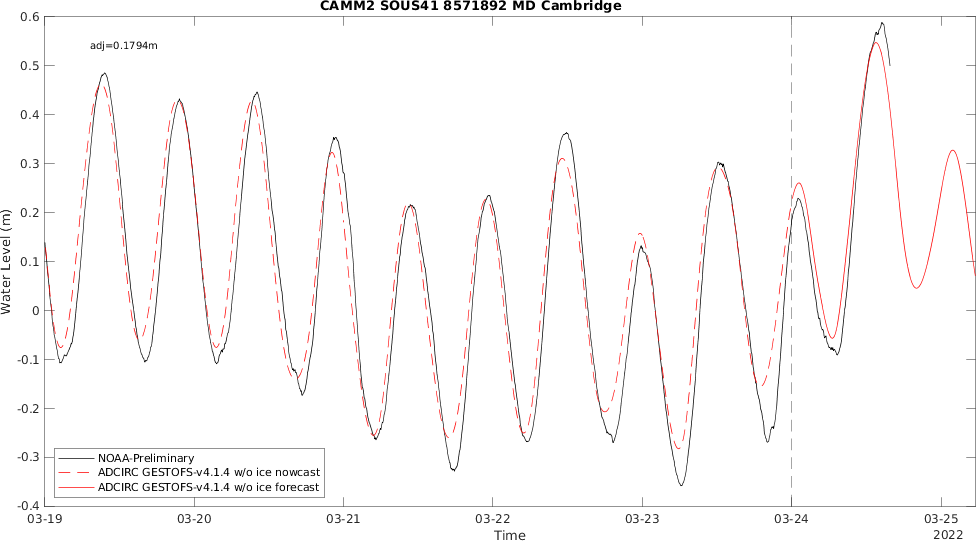 CAMM2 SOUS41 8571892 MD Cambridge
adj=0.1794m
0.6
0.5
0.4
0.3
0.2
0.1
0
-0.1
-0.2
-0.3
-0.4
Water Level (m)
NOAA-Preliminary
ADCIRC GESTOFS-v4.1.4 w/o ice nowcast
ADCIRC GESTOFS-v4.1.4 w/o ice forecast
03-19 03-20 03-21 03-22 03-23 03-24 03-25
Time
2022